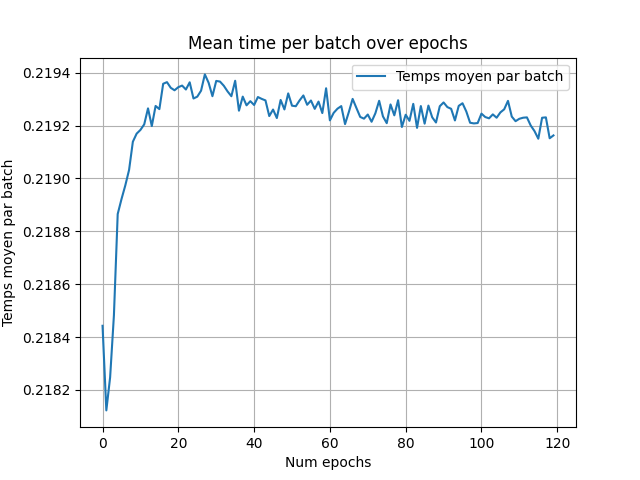 Mean time per batch over epochs
Temps moyen par batch
0.2194
0.2192
0.2190
0.2188
0.2186
0.2184
0.2182
Temps moyen par batch
0 20 40 60 80 100 120
Num epochs